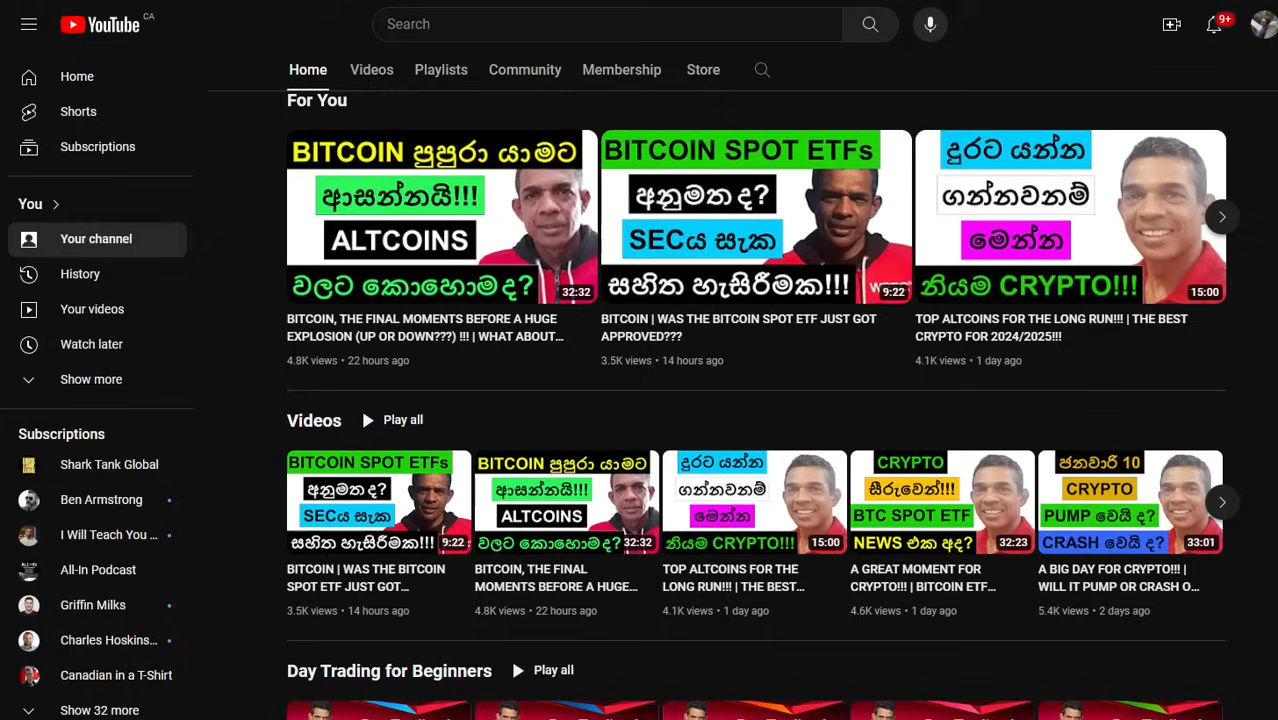 YouTube CA
Search
9+
Home
Shorts
Subscriptions
You
Your channel
History
Your videos
Watch later
Show more
Subscriptions
Shark Tank Global
Ben Armstrong
I Will Teach You ...
All-In Podcast
Griffin Milks
Charles Hoskins...
Canadian in a T-Shirt
Show 32 more
Home Videos Playlists Community Membership Store
For You
BITCOIN පුපුරා යාමට
ආසන්නයි!!!
ALTCOINS
වලට කොහොමද?
32:32
BITCOIN, THE FINAL MOMENTS BEFORE A HUGE
EXPLOSION (UP OR DOWN???) !!! | WHAT ABOUT...
4.8K views • 22 hours ago
BITCOIN SPOT ETFs
අනුමත ද?
SECය සැක
සහිත හැසිරීමක!!!
9:22
BITCOIN | WAS THE BITCOIN SPOT ETF JUST GOT
APPROVED???
3.5K views • 14 hours ago
දුරට යන්න
ගන්නවනම්
මෙන්න
නියම CRYPTO!!!
15:00
TOP ALTCOINS FOR THE LONG RUN!!! | THE BEST
CRYPTO FOR 2024/2025!!!
4.1K views • 1 day ago
Videos Play all
BITCOIN SPOT ETFs
අනුමත ද?
SECය සැක
සහිත හැසිරීමක!!!
9:22
BITCOIN | WAS THE BITCOIN
SPOT ETF JUST GOT...
3.5K views • 14 hours ago
BITCOIN පුපුරා යාමට
ආසන්නයි!!!
ALTCOINS
වලට කොහොමද?
32:32
BITCOIN, THE FINAL
MOMENTS BEFORE A HUGE...
4.8K views • 22 hours ago
දුරට යන්න
ගන්නවනම්
මෙන්න
නියම CRYPTO!!!
15:00
TOP ALTCOINS FOR THE
LONG RUN!!! | THE BEST...
4.1K views • 1 day ago
CRYPTO
සීරුවෙන්!!!
BTC SPOT ETF
NEWS එක අද?
32:23
A GREAT MOMENT FOR
CRYPTO!!! | BITCOIN ETF...
4.6K views • 1 day ago
ජනවාරි 10
CRYPTO
PUMP වෙයි ද?
CRASH වෙයි ද?
33:01
A BIG DAY FOR CRYPTO!!! |
WILL IT PUMP OR CRASH O...
5.4K views • 2 days ago
Day Trading for Beginners Play all